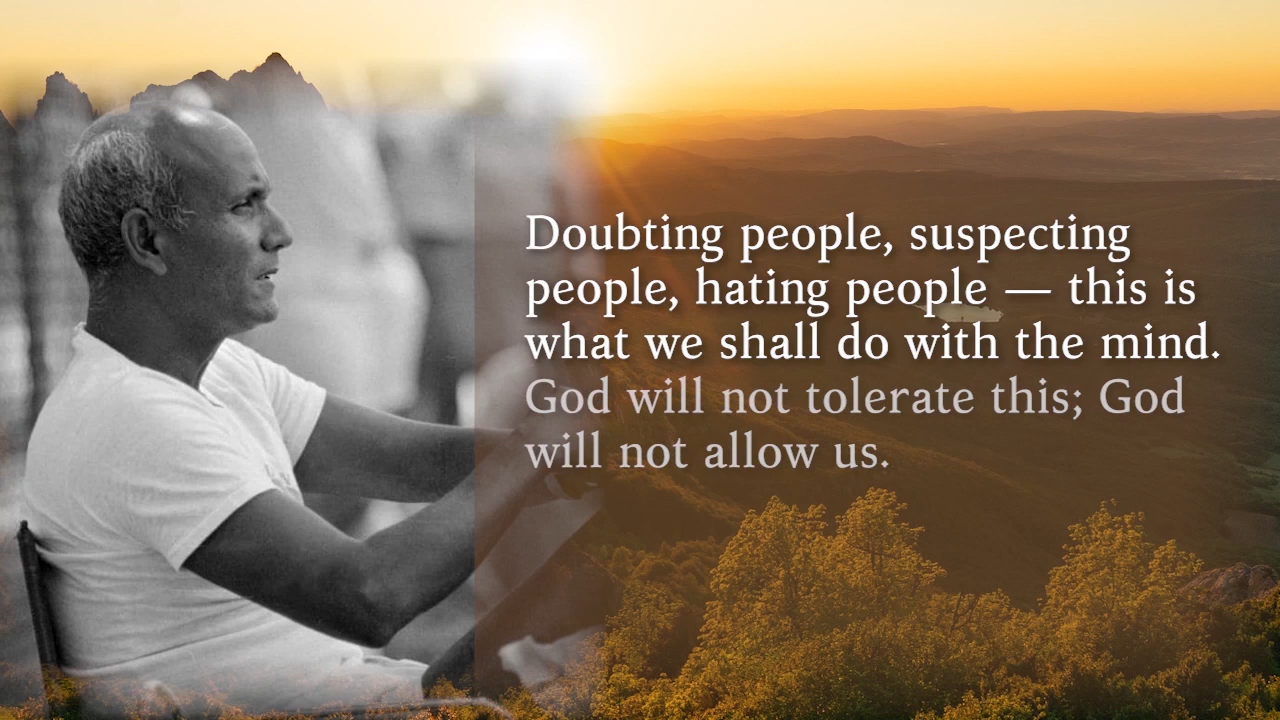 Doubting people, suspecting
people, hating people — this is
what we shall do with the mind.
God will not tolerate this; God
will not allow us.